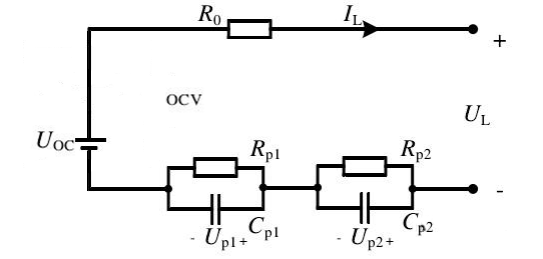 R0 IL
+
OCV
UL
UOC
Rp1 Rp2
-
- Up1+ Cp1 - Up2+ Cp2